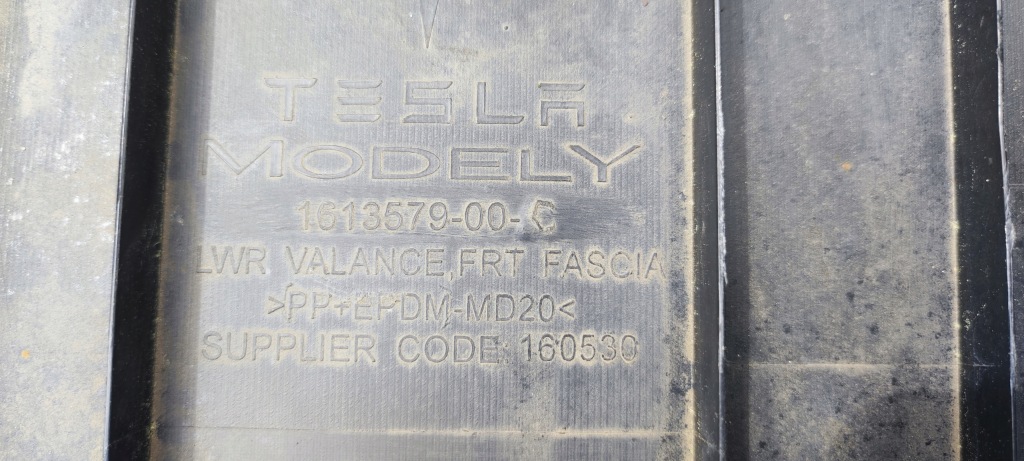 TESLA
MODELY
1613579-00-C
LWR VALANCE,FRT FASCIA
>PP+EPDM-MD20<
SUPPLIER CODE:160530